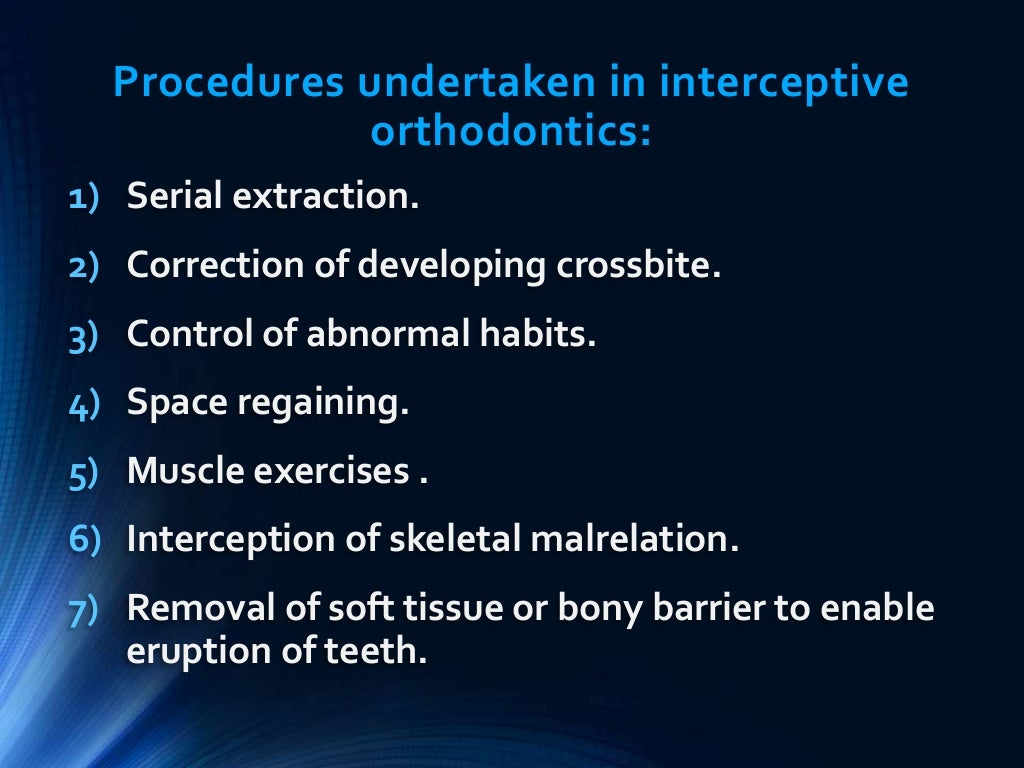 Procedures undertaken in interceptive
orthodontics:
1) Serial extraction.
2) Correction of developing crossbite.
3) Control of abnormal habits.
4) Space regaining.
5) Muscle exercises .
6) Interception of skeletal malrelation.
7) Removal of soft tissue or bony barrier to enable
eruption of teeth.